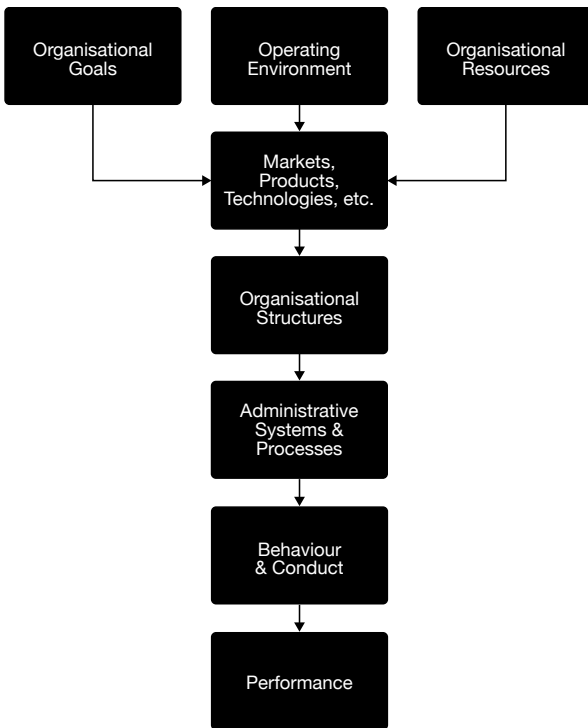 Organisational
Goals
Operating
Environment
Organisational
Resources
Markets,
Products,
Technologies, etc.
Organisational
Structures
Administrative
Systems &
Processes
Behaviour
& Conduct
Performance